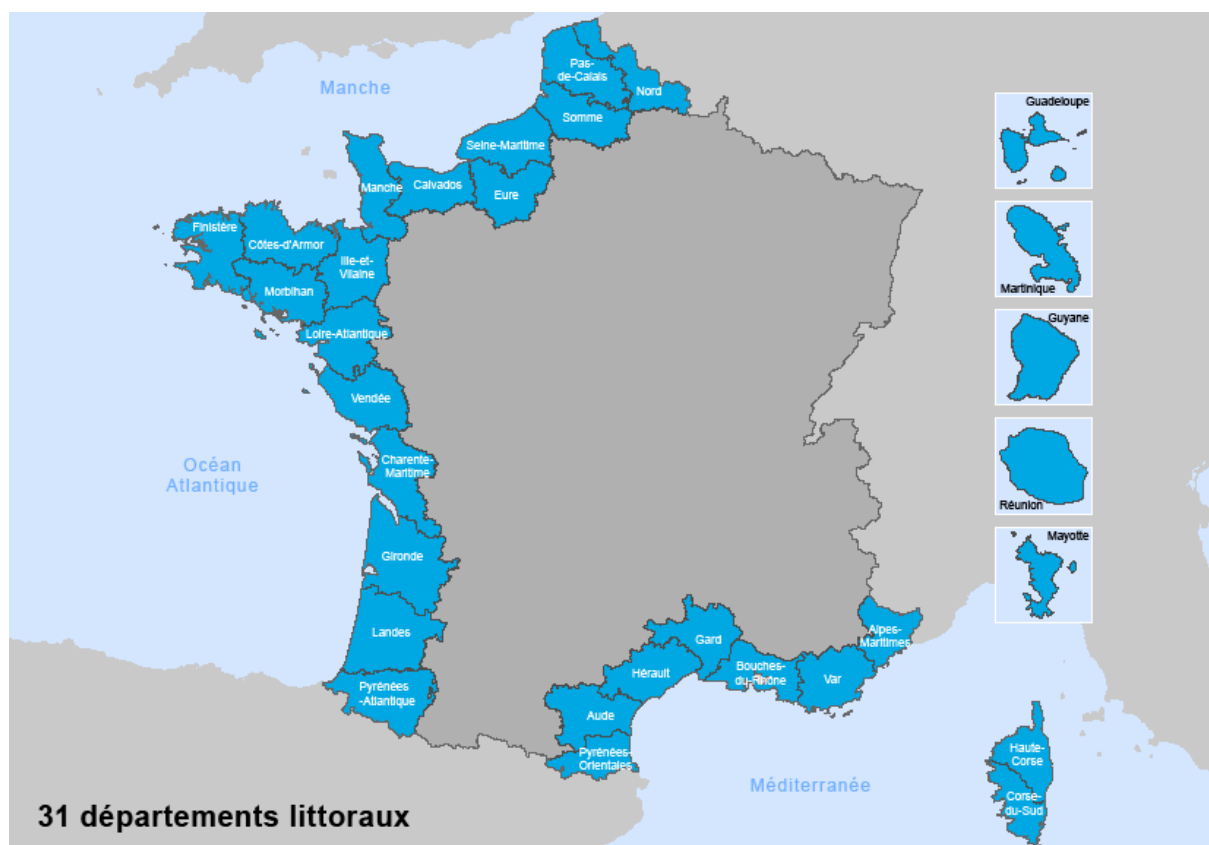 Manche
Pas-
de-Calais
Nord
Somme
Seine-Maritime
Eure
Calvados
Manche
Finistère
Côtes-d'Armor
Ille-et-
Vilaine
Morbihan
Loire-Atlantique
Vendée
Océan
Atlantique
Charente-
Maritime
Gironde
Landes
Pyrénées
-Atlantique
Gard
Hérault
Bouches-
du-Rhône
Var
Alpes-
Maritimes
Aude
Pyrénées-
Orientales
Méditerranée
Haute-
Corse
Corse-
du-Sud
Guadeloupe
Martinique
Guyane
Réunion
Mayotte
31 départements littoraux